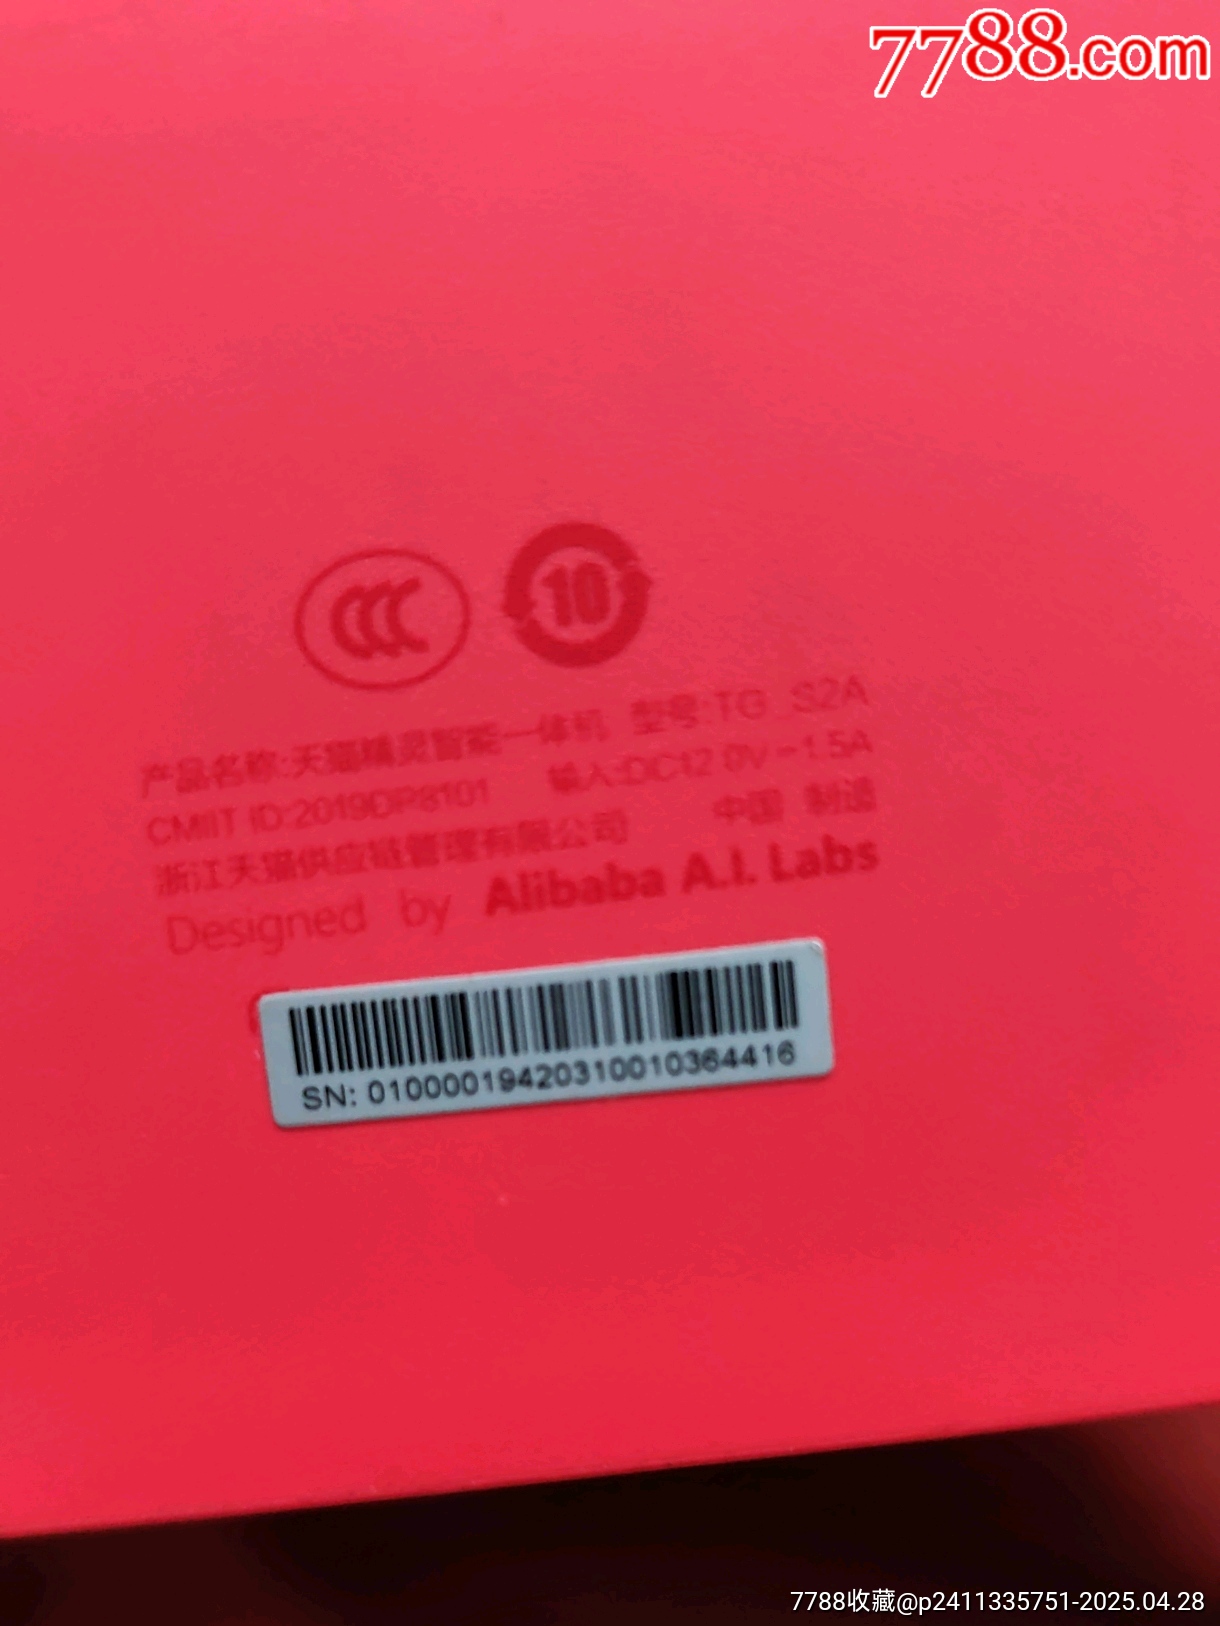 7788.com
CCC
10
产品名称:天猫精灵智能一体机 型号:TG_S2A
CMIIT ID:2019DP8101 输入:DC12.0V⎓1.5A
浙江天猫供应链管理有限公司 中国 制造
Designed by Alibaba A.I. Labs
SN: 01000019420310010364416
7788收藏@p2411335751-2025.04.28